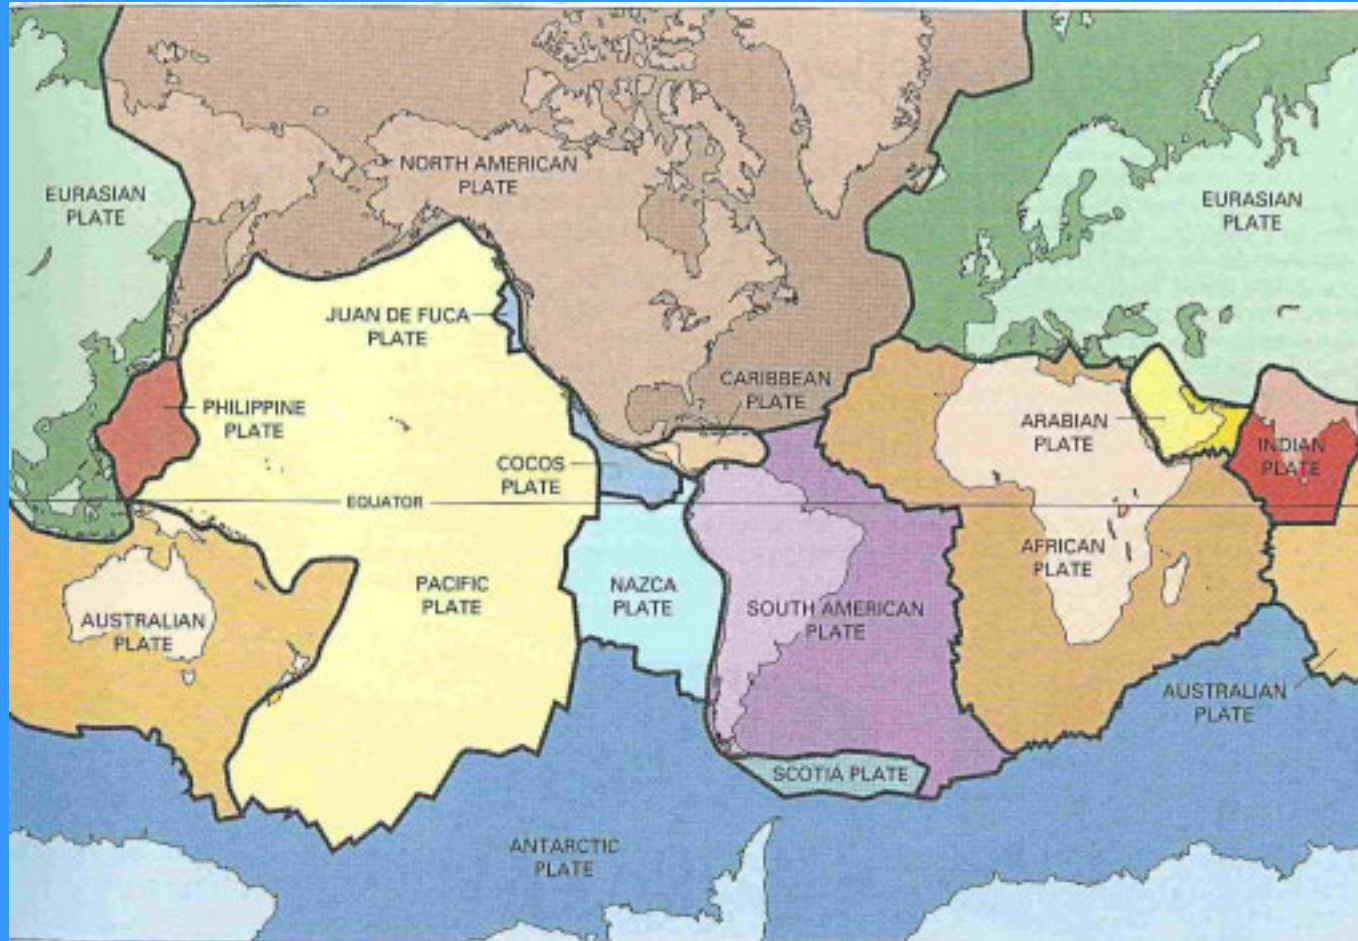 NORTH AMERICAN
PLATE
EURASIAN
PLATE
EURASIAN
PLATE
JUAN DE FUCA
PLATE
CARIBBEAN
PLATE
PHILIPPINE
PLATE
ARABIAN
PLATE
INDIAN
PLATE
COCOS
PLATE
EQUATOR
AFRICAN
PLATE
PACIFIC
PLATE
NAZCA
PLATE
SOUTH AMERICAN
PLATE
AUSTRALIAN
PLATE
AUSTRALIAN
PLATE
SCOTIA PLATE
ANTARCTIC
PLATE